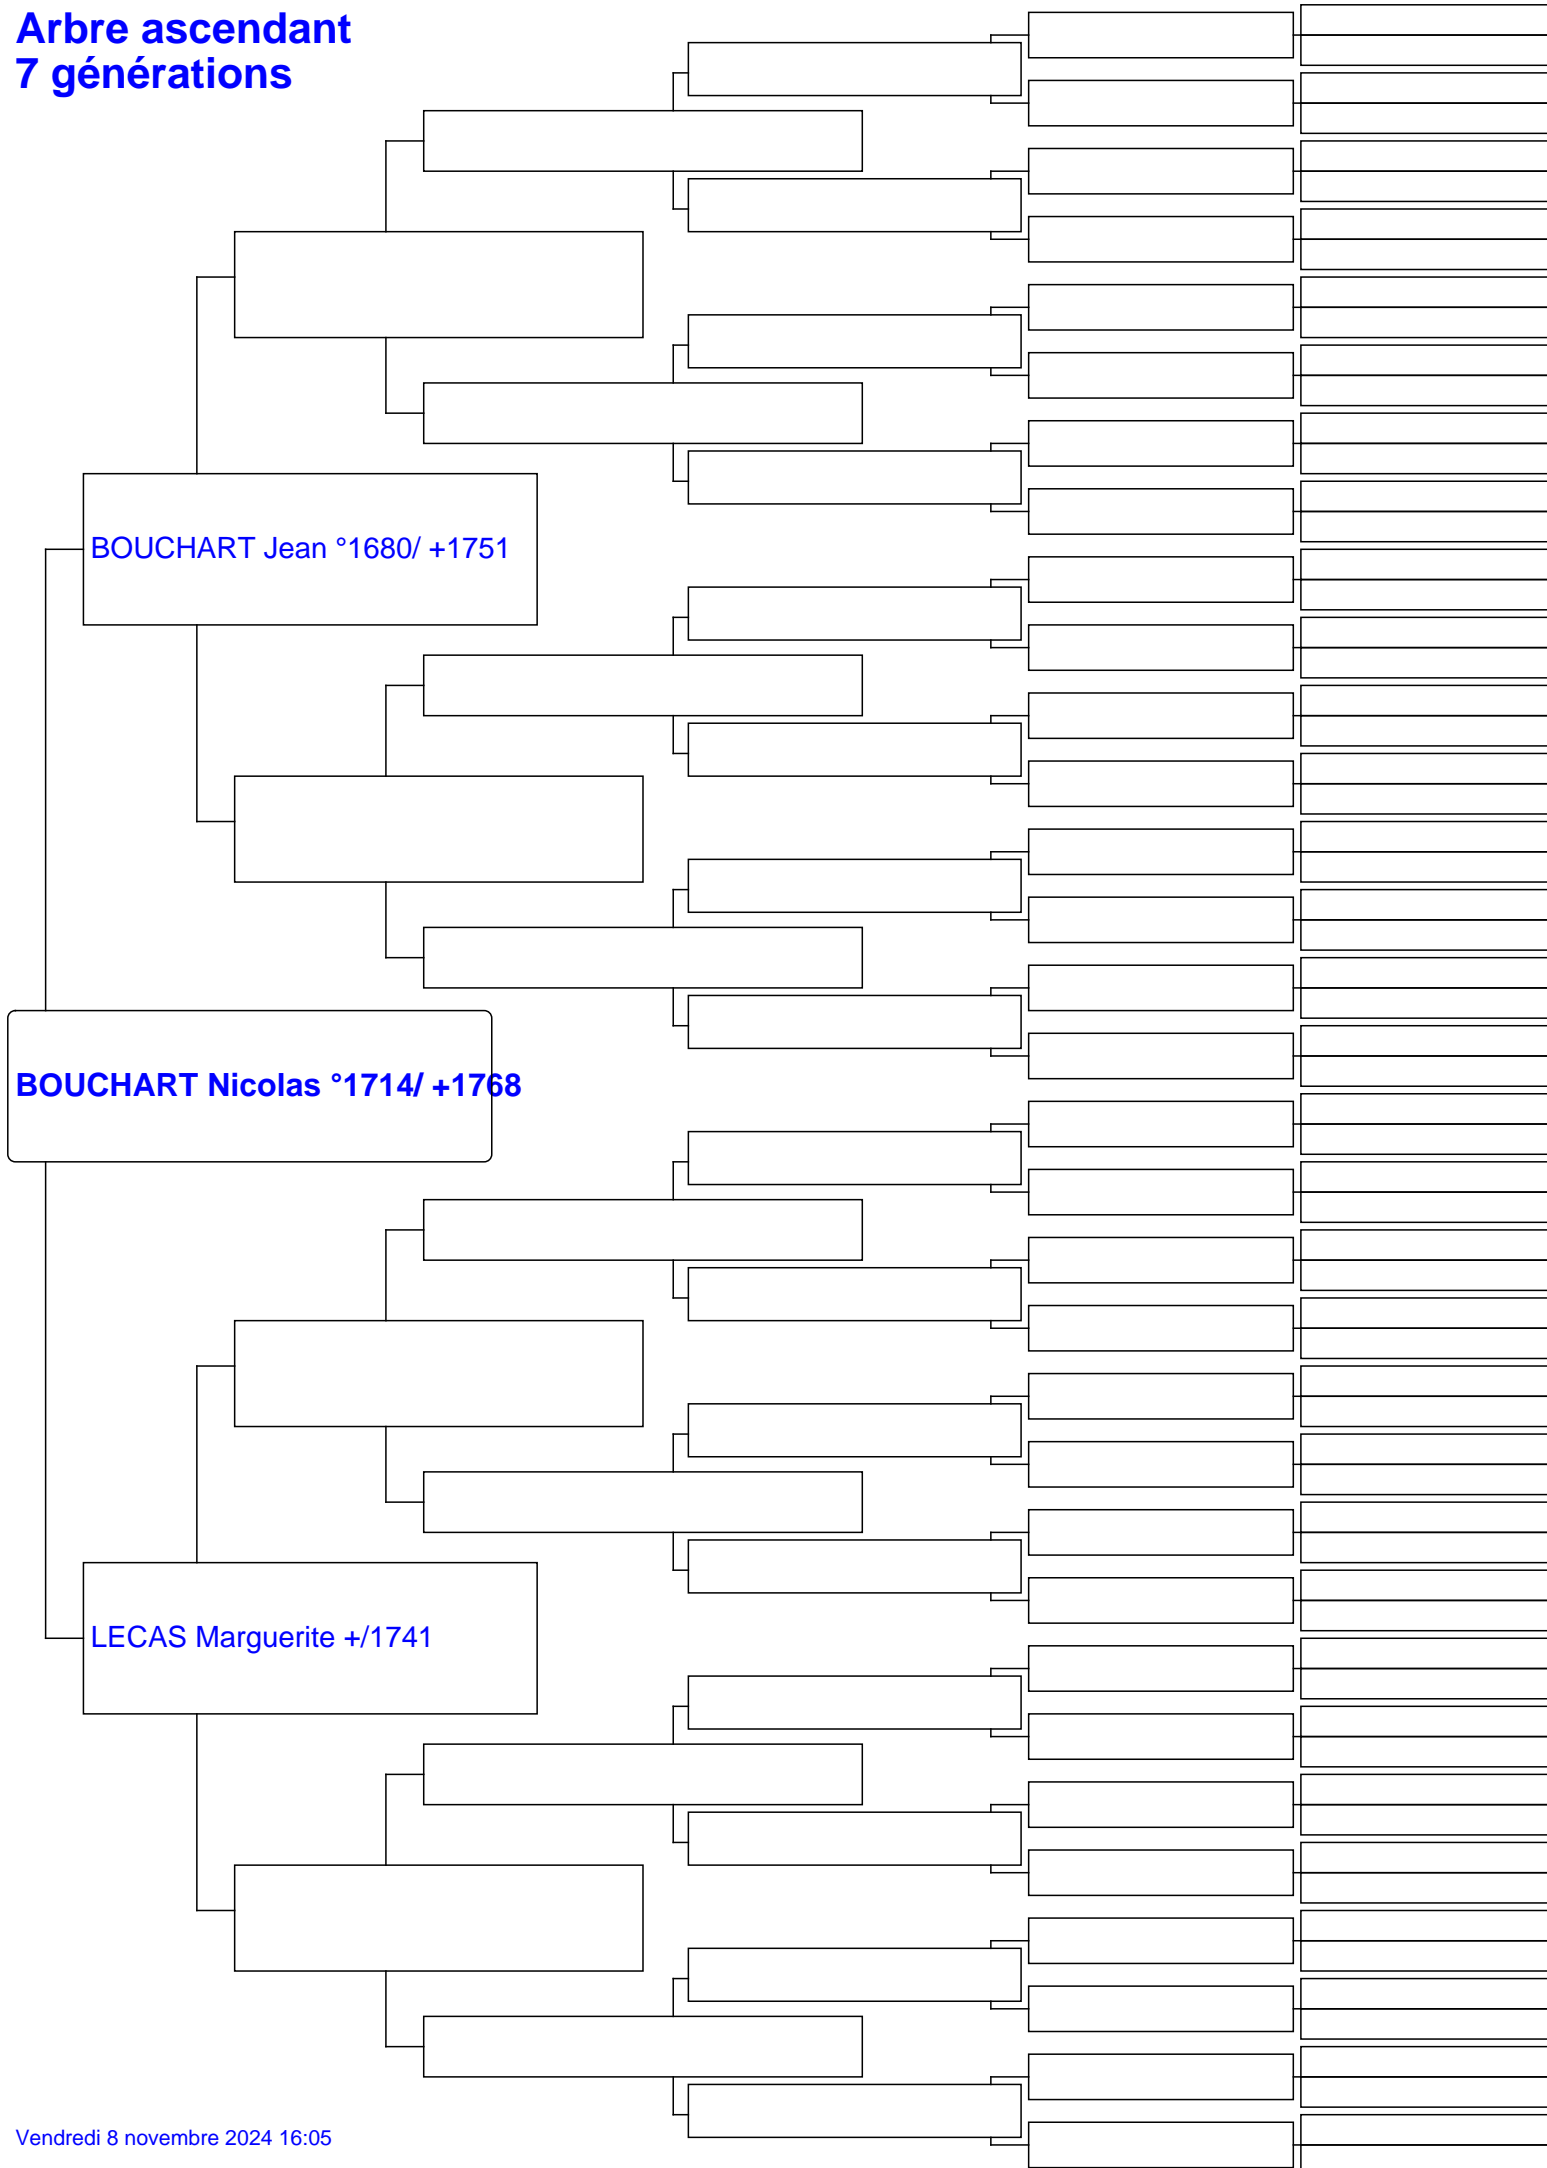 Arbre ascendant
7 générations
BOUCHART Jean °1680/ +1751
BOUCHART Nicolas °1714/ +1768
LECAS Marguerite +/1741
Vendredi 8 novembre 2024 16:05